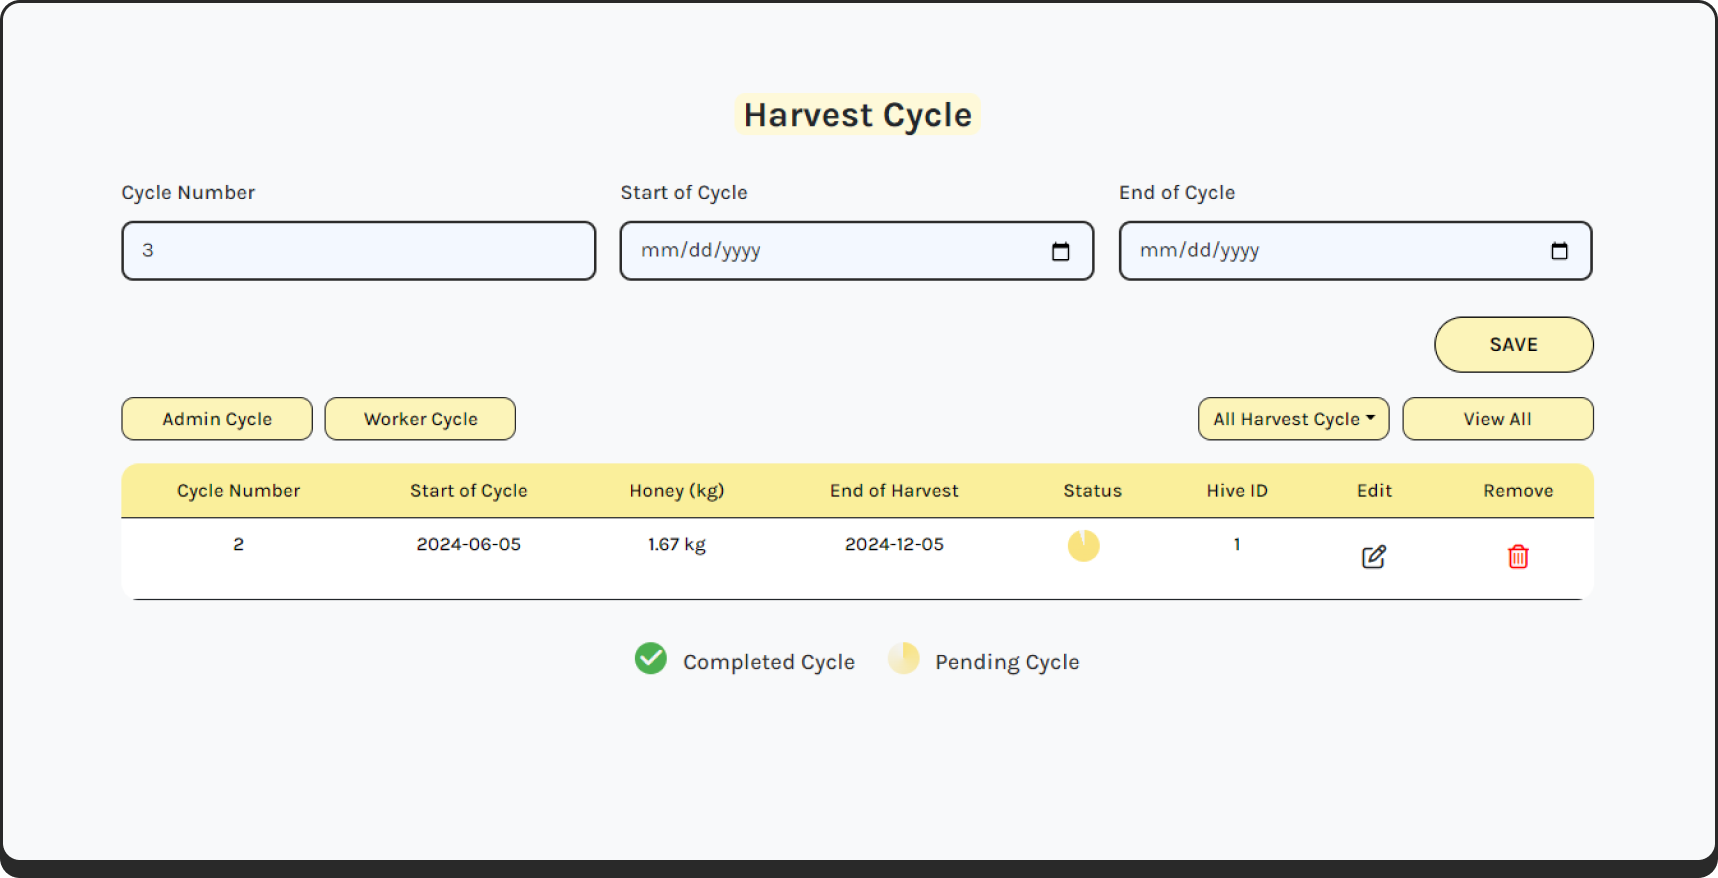 Harvest Cycle
Cycle Number Start of Cycle End of Cycle
3 mm/dd/yyyy mm/dd/yyyy
SAVE
Admin Cycle Worker Cycle All Harvest Cycle View All
Cycle Number Start of Cycle Honey (kg) End of Harvest Status Hive ID Edit Remove
2 2024-06-05 1.67 kg 2024-12-05 1
Completed Cycle Pending Cycle